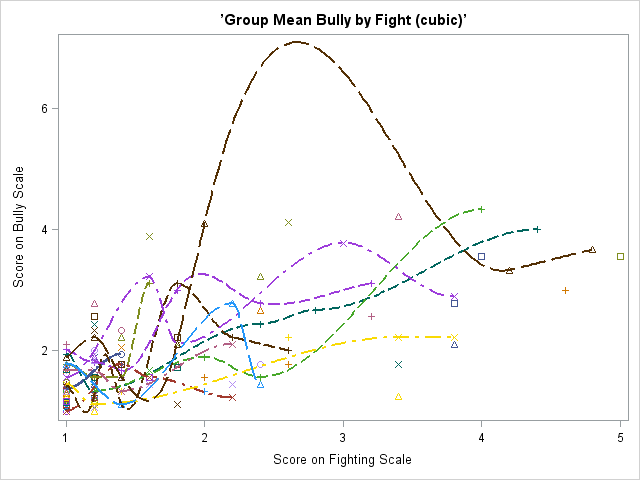 ’Group Mean Bully by Fight (cubic)’
6
4
2
Score on Bully Scale
1 2 3 4 5
Score on Fighting Scale